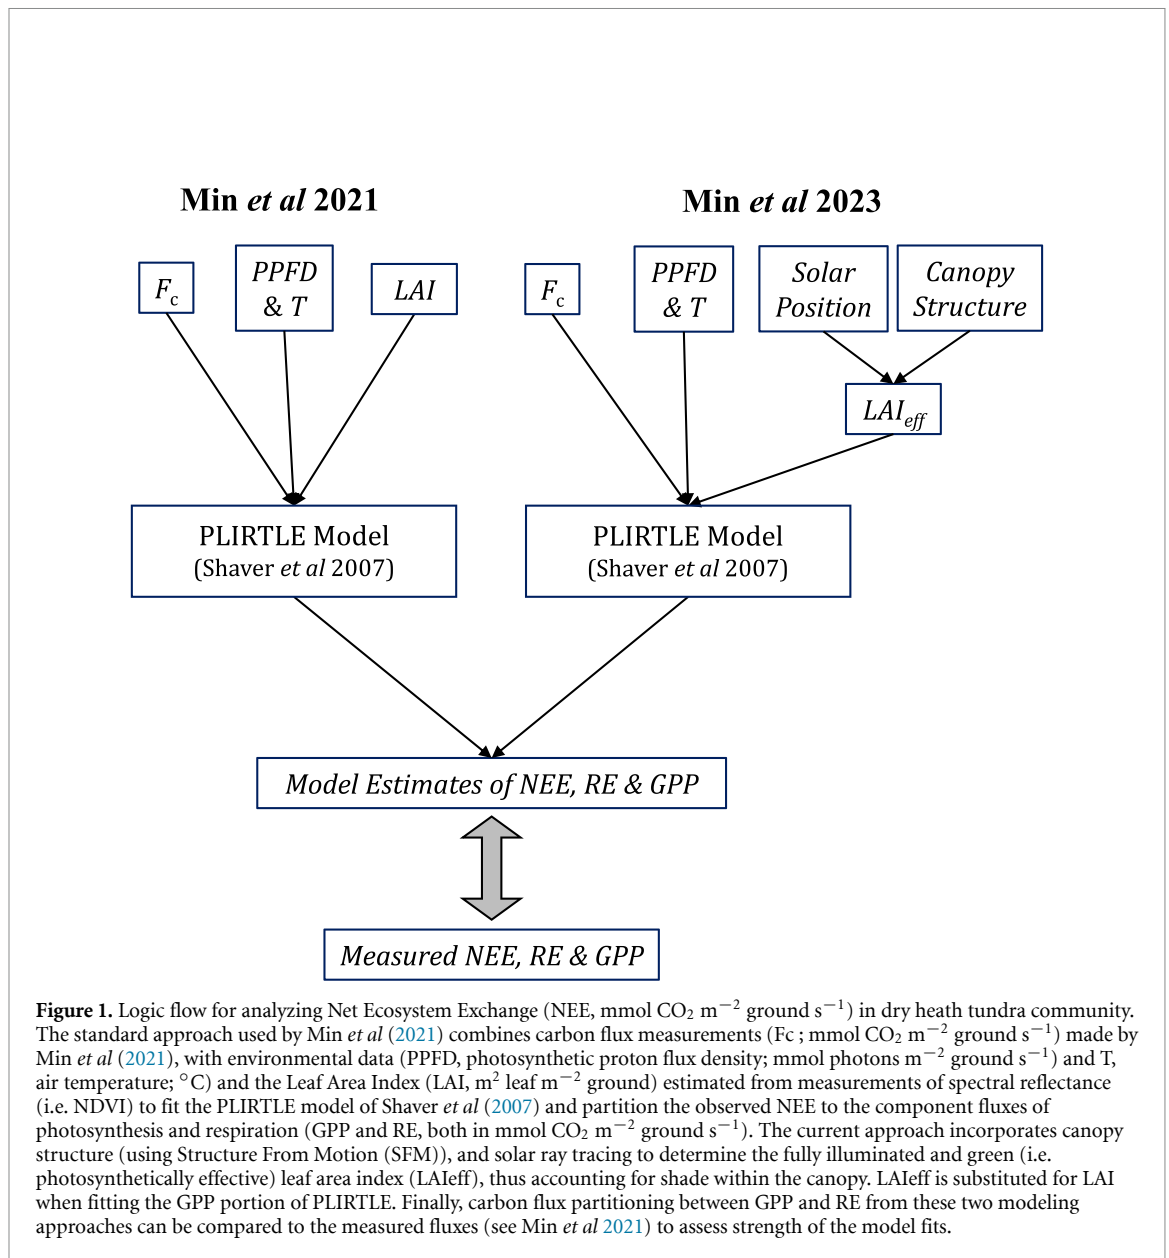 Min et al 2021
Min et al 2023
Fc
PPFD
& T
LAI
Fc
PPFD
& T
Solar
Position
Canopy
Structure
LAIeff
PLIRTLE Model
(Shaver et al 2007)
PLIRTLE Model
(Shaver et al 2007)
Model Estimates of NEE, RE & GPP
Measured NEE, RE & GPP
Figure 1. Logic flow for analyzing Net Ecosystem Exchange (NEE, mmol CO₂ m⁻² ground s⁻¹) in dry heath tundra community.
The standard approach used by Min et al (2021) combines carbon flux measurements (Fc ; mmol CO₂ m⁻² ground s⁻¹) made by
Min et al (2021), with environmental data (PPFD, photosynthetic proton flux density; mmol photons m⁻² ground s⁻¹) and T,
air temperature; °C) and the Leaf Area Index (LAI, m² leaf m⁻² ground) estimated from measurements of spectral reflectance
(i.e. NDVI) to fit the PLIRTLE model of Shaver et al (2007) and partition the observed NEE to the component fluxes of
photosynthesis and respiration (GPP and RE, both in mmol CO₂ m⁻² ground s⁻¹). The current approach incorporates canopy
structure (using Structure From Motion (SFM)), and solar ray tracing to determine the fully illuminated and green (i.e.
photosynthetically effective) leaf area index (LAIeff), thus accounting for shade within the canopy. LAIeff is substituted for LAI
when fitting the GPP portion of PLIRTLE. Finally, carbon flux partitioning between GPP and RE from these two modeling
approaches can be compared to the measured fluxes (see Min et al 2021) to assess strength of the model fits.